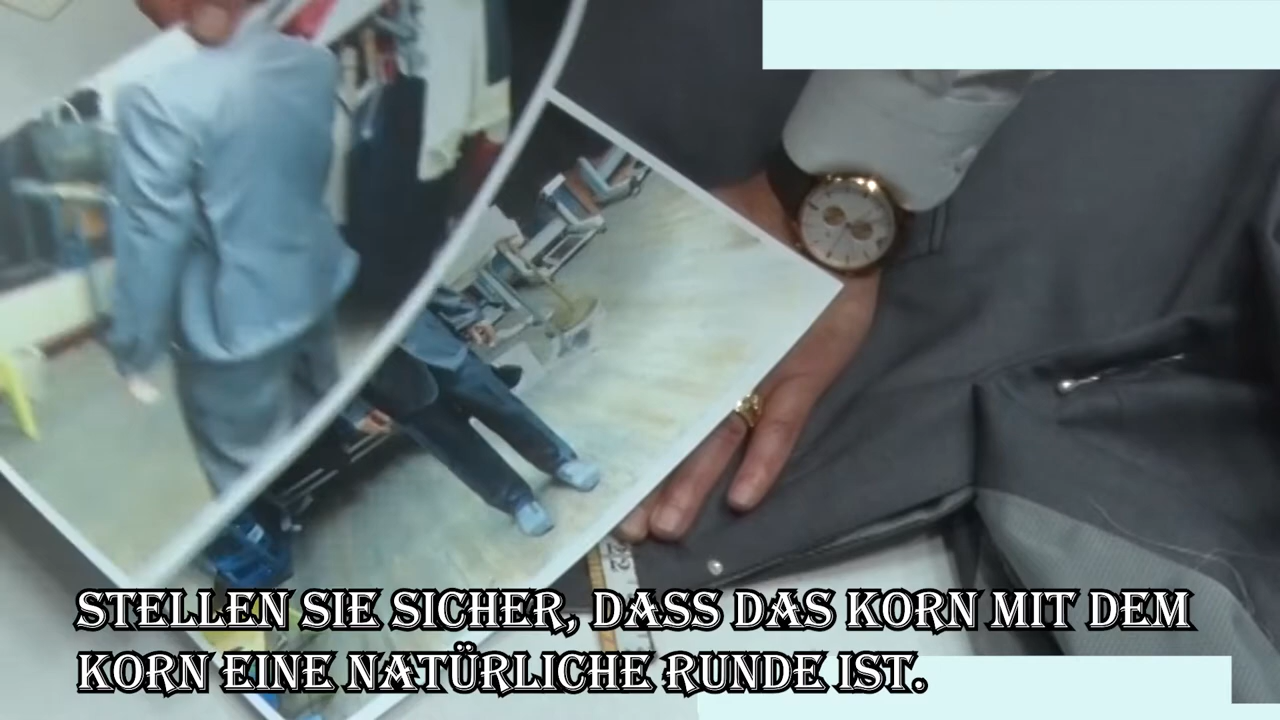 STELLEN SIE SICHER, DASS DAS KORN MIT DEM
KORN EINE NATÜRLICHE RUNDE IST.